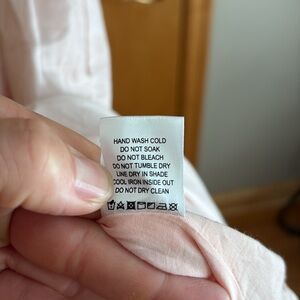 HAND WASH COLD
DO NOT SOAK
DO NOT BLEACH
DO NOT TUMBLE DRY
LINE DRY IN SHADE
COOL IRON INSIDE OUT
DO NOT DRY CLEAN